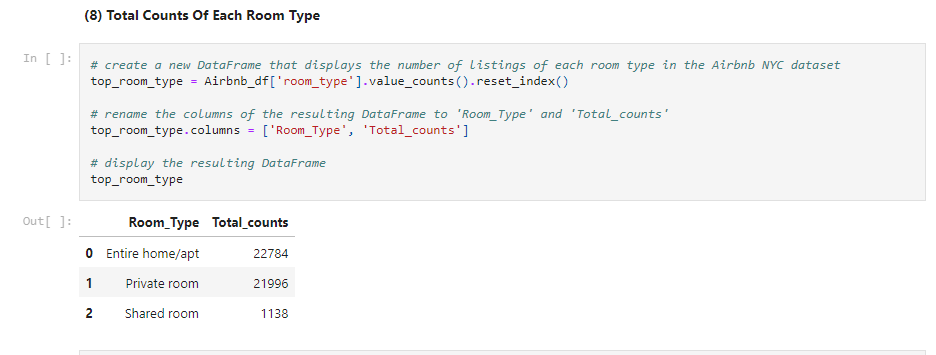 (8) Total Counts Of Each Room Type
In [ ]:
# create a new DataFrame that displays the number of listings of each room type in the Airbnb NYC dataset
top_room_type = Airbnb_df['room_type'].value_counts().reset_index()
# rename the columns of the resulting DataFrame to 'Room_Type' and 'Total_counts'
top_room_type.columns = ['Room_Type', 'Total_counts']
# display the resulting DataFrame
top_room_type
Out[ ]:
Room_Type Total_counts
0 Entire home/apt 22784
1 Private room 21996
2 Shared room 1138